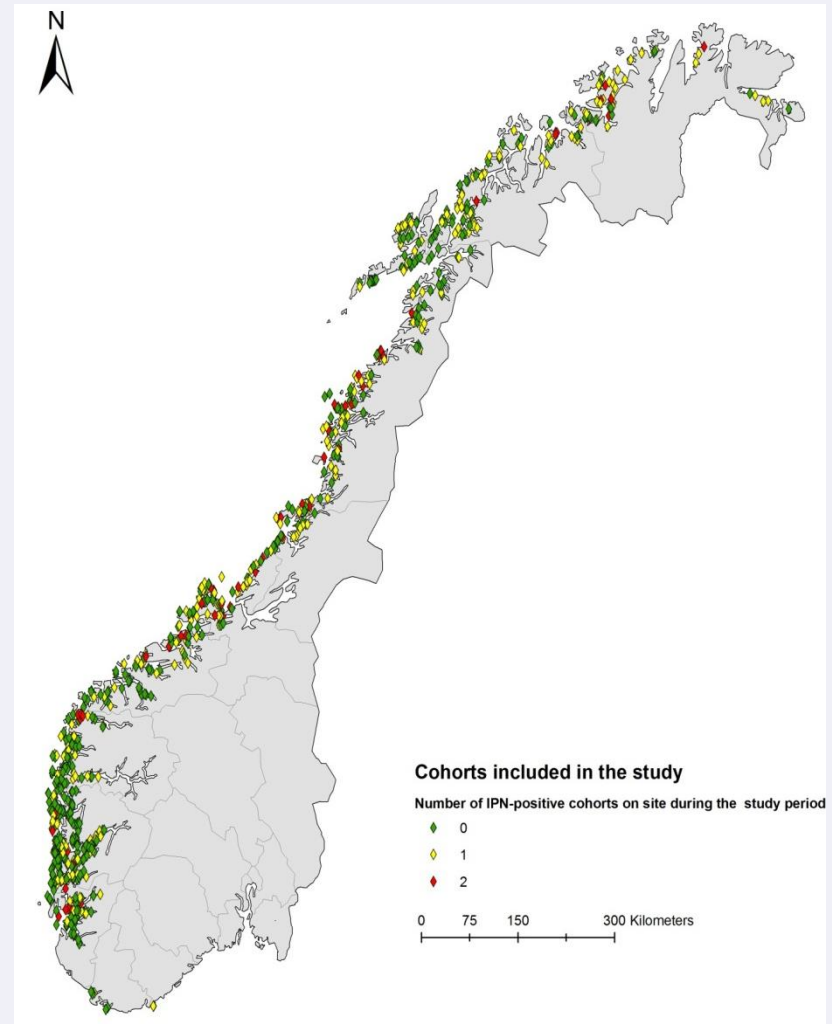 N
Cohorts included in the study
Number of IPN-positive cohorts on site during the study period
0
1
2
0 75 150 300 Kilometers